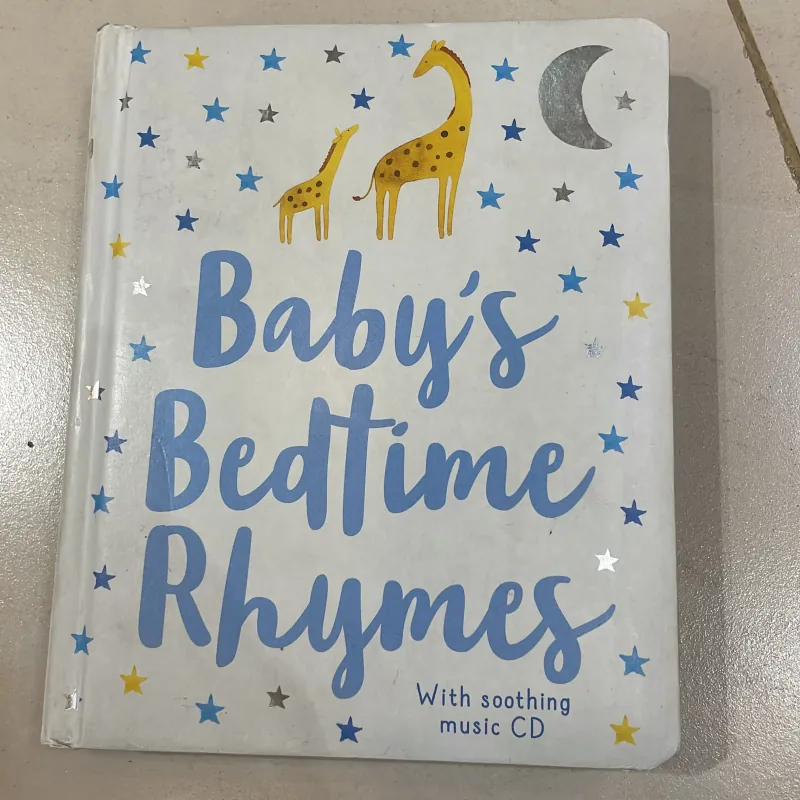 Baby's
Bedtime
Rhymes
With soothing
music CD